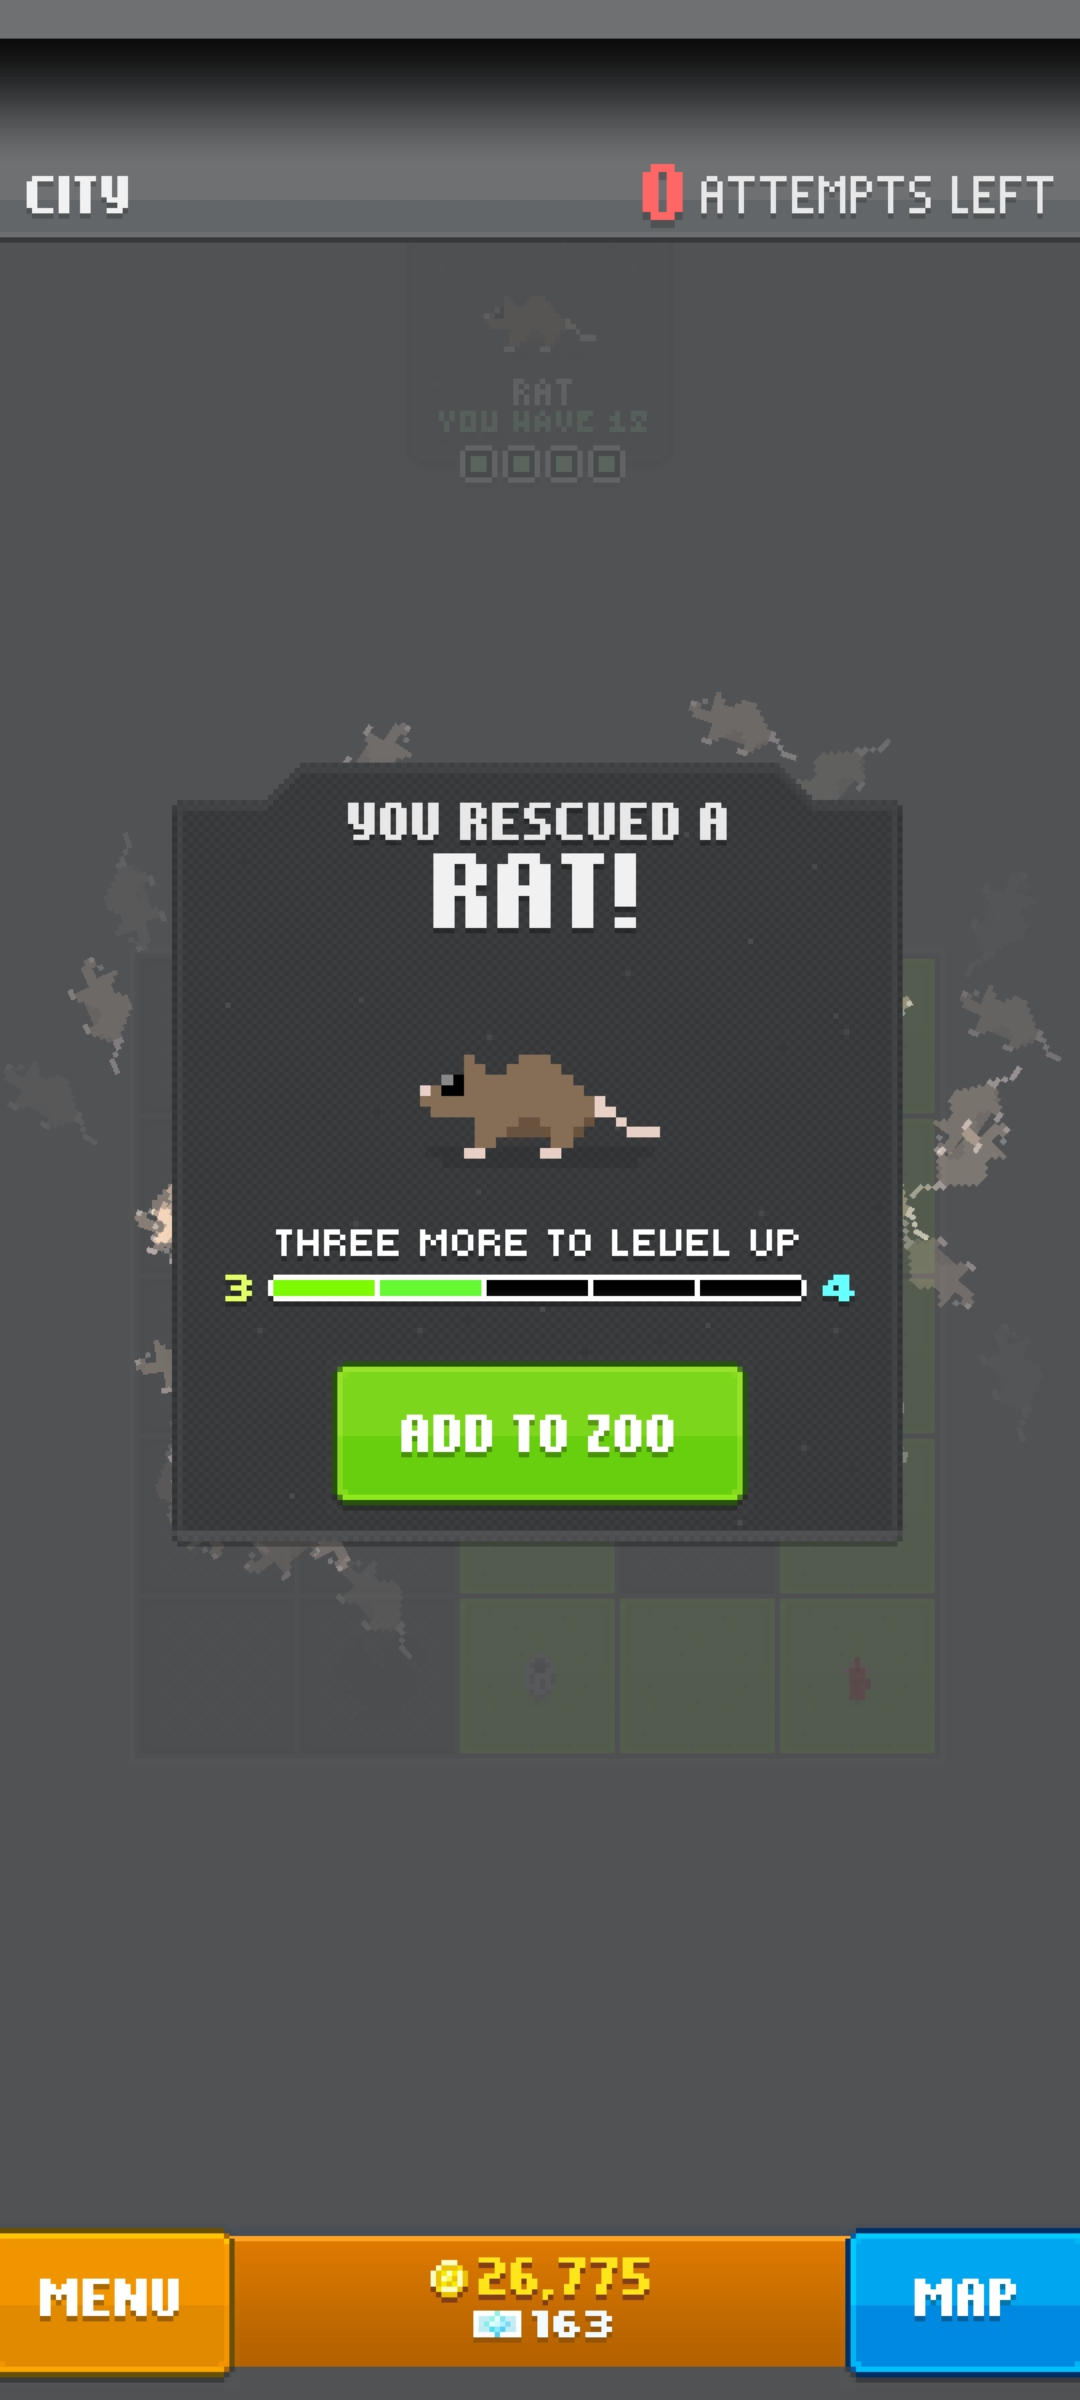 CITY
0 ATTEMPTS LEFT
RAT
YOU HAVE 12
YOU RESCUED A
RAT!
THREE MORE TO LEVEL UP
3 4
ADD TO ZOO
MENU
26,775
163
MAP